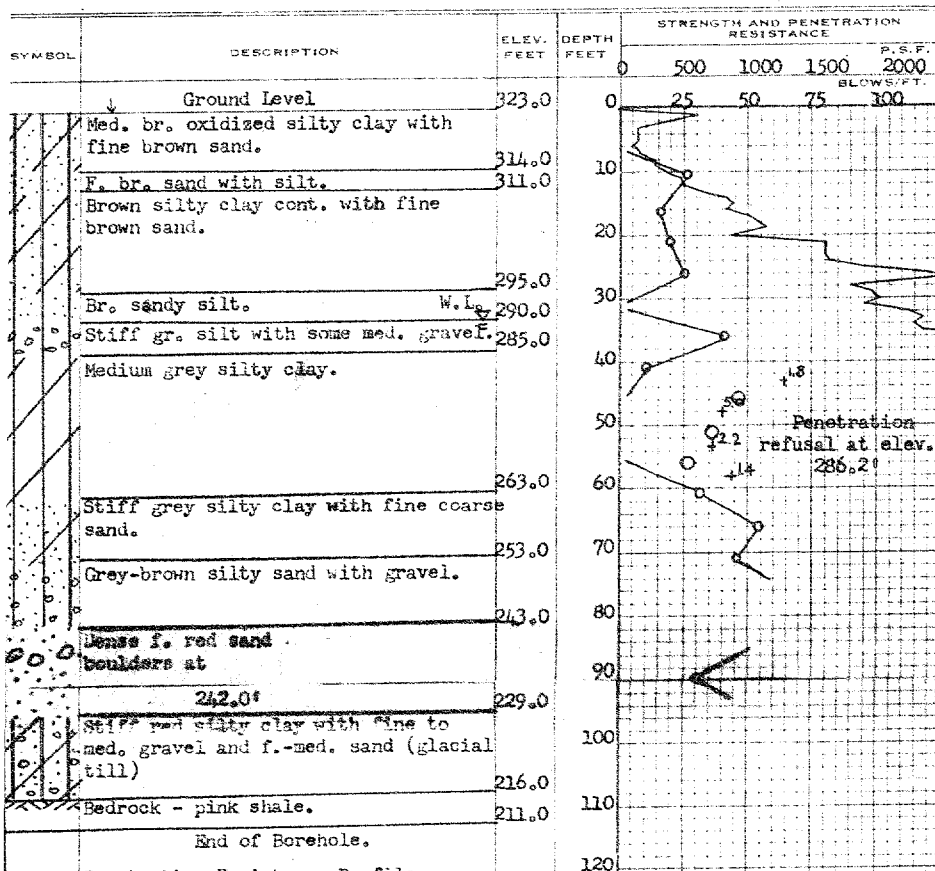 SYMBOL DESCRIPTION ELEV. FEET DEPTH FEET STRENGTH AND PENETRATION RESISTANCE
P.S.F.
0 500 1000 1500 2000
BLOWS/FT.
Ground Level 323.0 0 25 50 75 100
Med. br. oxidized silty clay with
fine brown sand.
314.0 10
F. br. sand with silt. 311.0
Brown silty clay cont. with fine
brown sand.
20
295.0
Br. sandy silt. W.L. 290.0 30
Stiff gr. silt with some med. gravel. 285.0
40
Medium grey silty clay.
1.8
50
2.2
Penetration
refusal at elev.
286.2'
1.4
263.0 60
Stiff grey silty clay with fine coarse
sand.
253.0 70
Grey-brown silty sand with gravel.
243.0 80
Dense f. red sand
boulders at
242.0' 229.0 90
Stiff red silty clay with fine to
med. gravel and f.-med. sand (glacial
till)
100
216.0
Bedrock - pink shale. 211.0 110
End of Borehole.
120